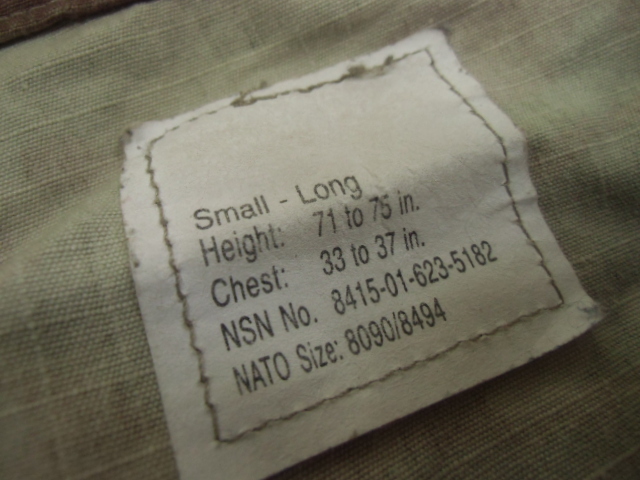 Small - Long
Height: 71 to 75 in.
Chest: 33 to 37 in.
NSN No. 8415-01-623-5182
NATO Size: 8090/8494